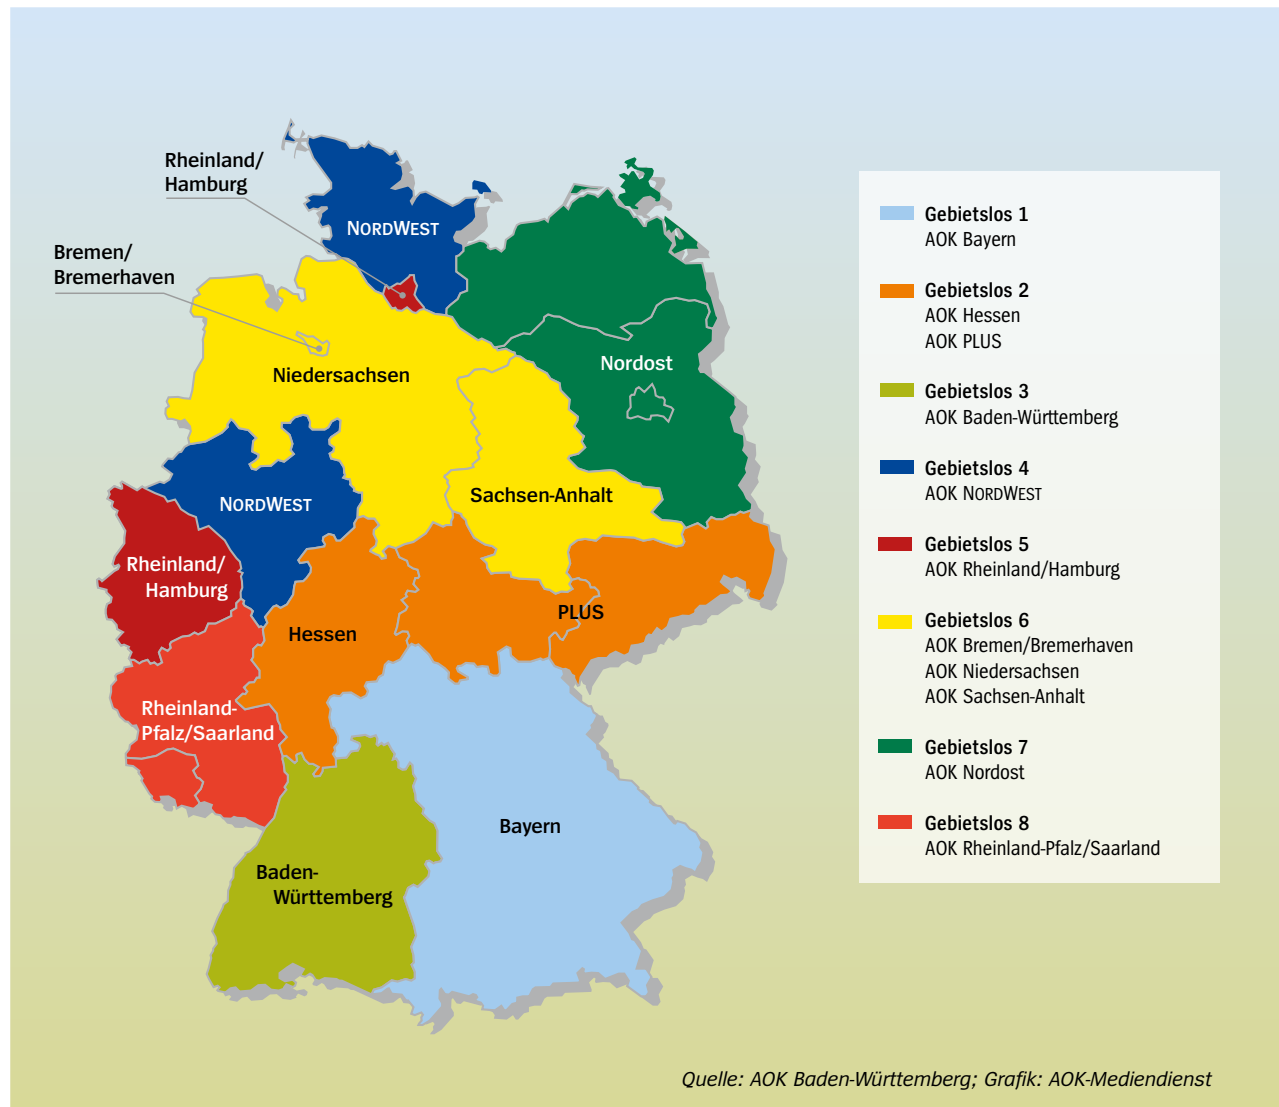 Rheinland/
Hamburg
Bremen/
Bremerhaven
NORDWEST
Nordost
Niedersachsen
Sachsen-Anhalt
NORDWEST
Rheinland/
Hamburg
PLUS
Hessen
Rheinland-
Pfalz/Saarland
Bayern
Baden-
Württemberg
Gebietslos 1
AOK Bayern
Gebietslos 2
AOK Hessen
AOK PLUS
Gebietslos 3
AOK Baden-Württemberg
Gebietslos 4
AOK NORDWEST
Gebietslos 5
AOK Rheinland/Hamburg
Gebietslos 6
AOK Bremen/Bremerhaven
AOK Niedersachsen
AOK Sachsen-Anhalt
Gebietslos 7
AOK Nordost
Gebietslos 8
AOK Rheinland-Pfalz/Saarland
Quelle: AOK Baden-Württemberg; Grafik: AOK-Mediendienst